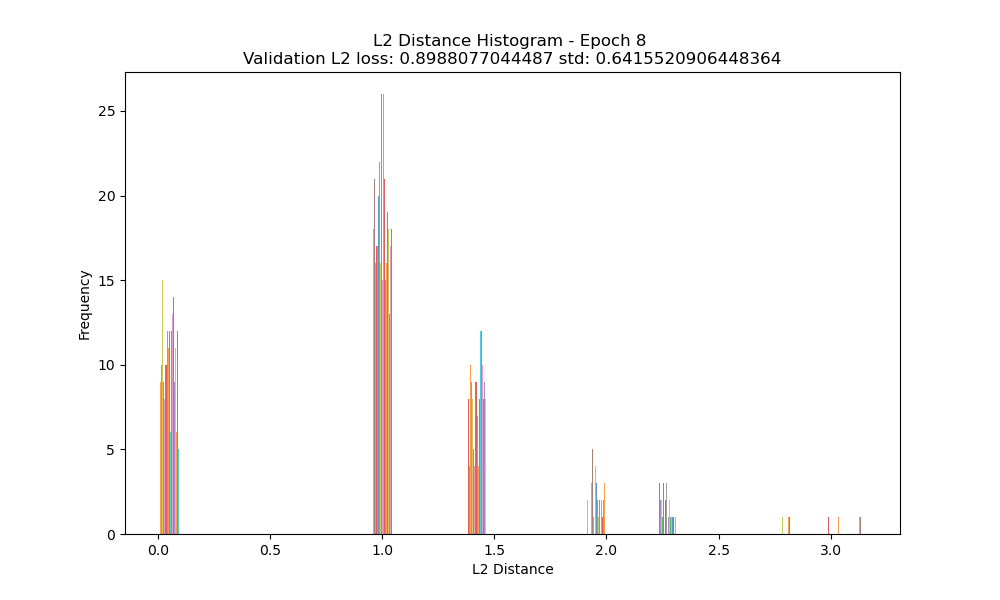 L2 Distance Histogram - Epoch 8
Validation L2 loss: 0.8988077044487 std: 0.6415520906448364
25
20
15
10
5
0
Frequency
0.0 0.5 1.0 1.5 2.0 2.5 3.0
L2 Distance